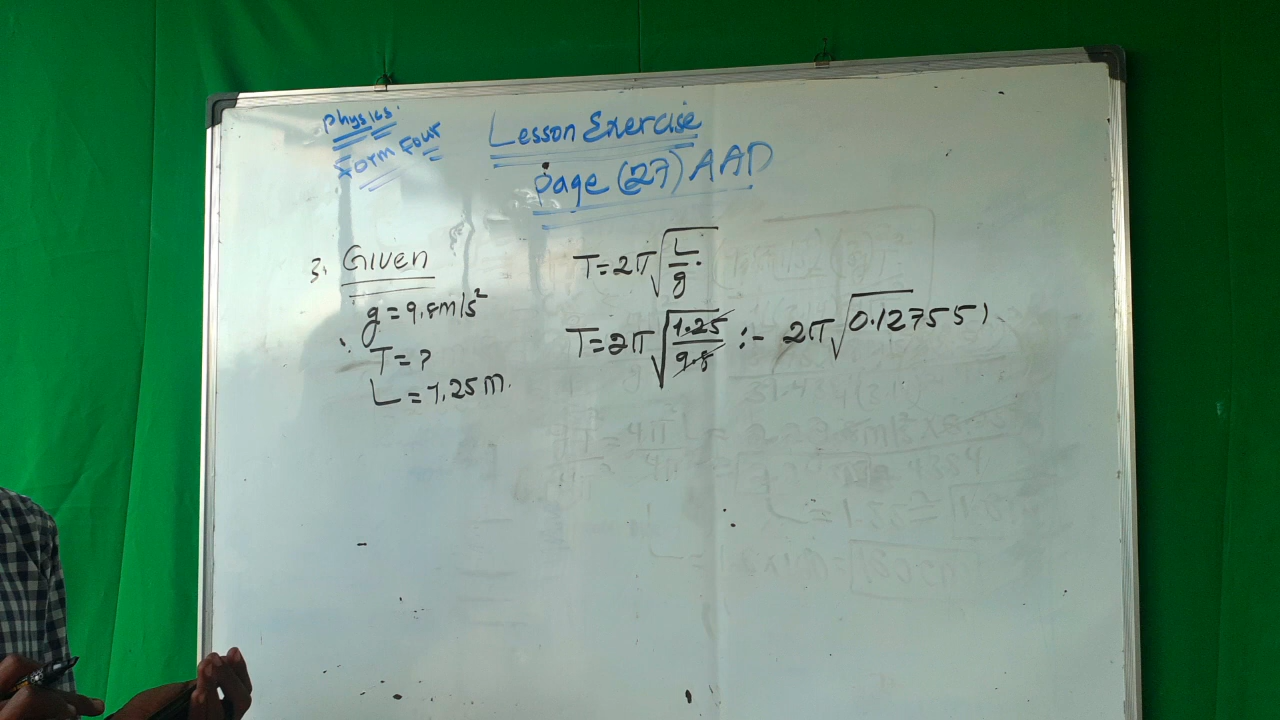 Physics.
Form Four
Lesson Exercise
Page (27) AAD
3. Given
g = 9.8m/s²
T = ?
L = 1.25m.
T = 2π√(L/g).
T = 2π√(1.25/9.8) :- 2π√0.127551